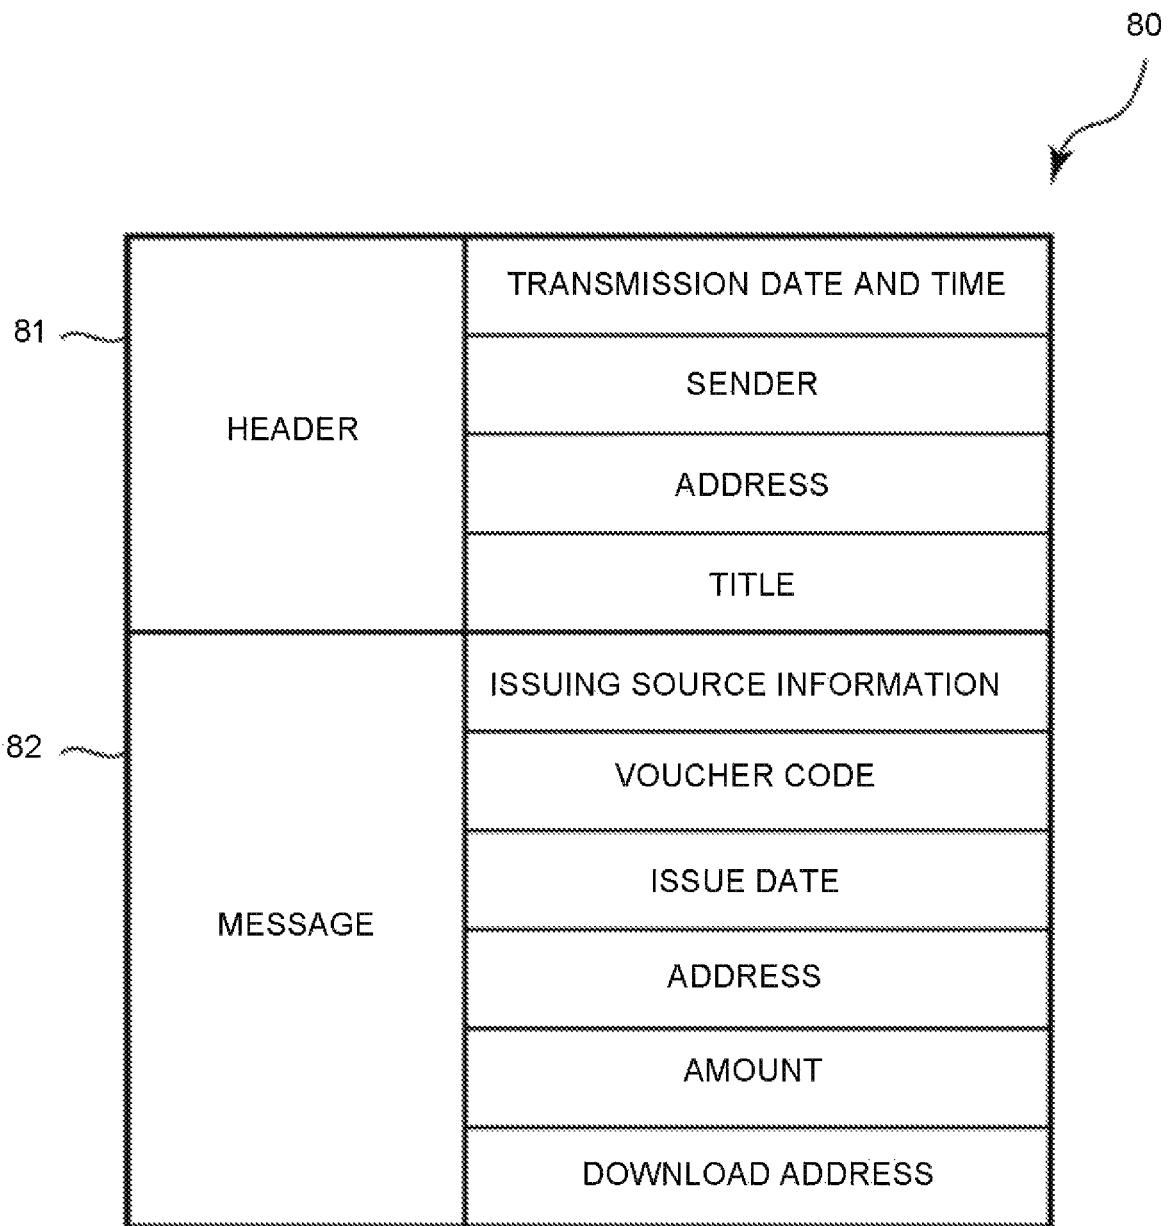 80
81
HEADER
TRANSMISSION DATE AND TIME
SENDER
ADDRESS
TITLE
82
MESSAGE
ISSUING SOURCE INFORMATION
VOUCHER CODE
ISSUE DATE
ADDRESS
AMOUNT
DOWNLOAD ADDRESS